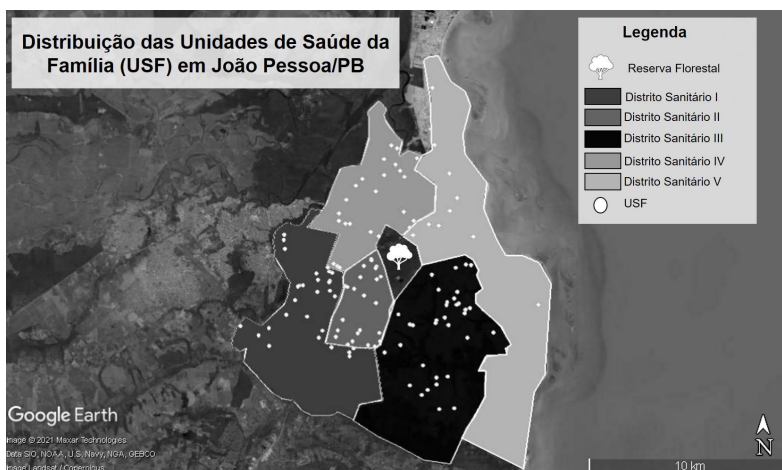 Distribuição das Unidades de Saúde da
Família (USF) em João Pessoa/PB
Legenda
Reserva Florestal
Distrito Sanitário I
Distrito Sanitário II
Distrito Sanitário III
Distrito Sanitário IV
Distrito Sanitário V
USF
Google Earth
Image © 2021 Maxar Technologies
Data SIO, NOAA, U.S. Navy, NGA, GEBCO
Image Landsat / Copernicus
N
10 km